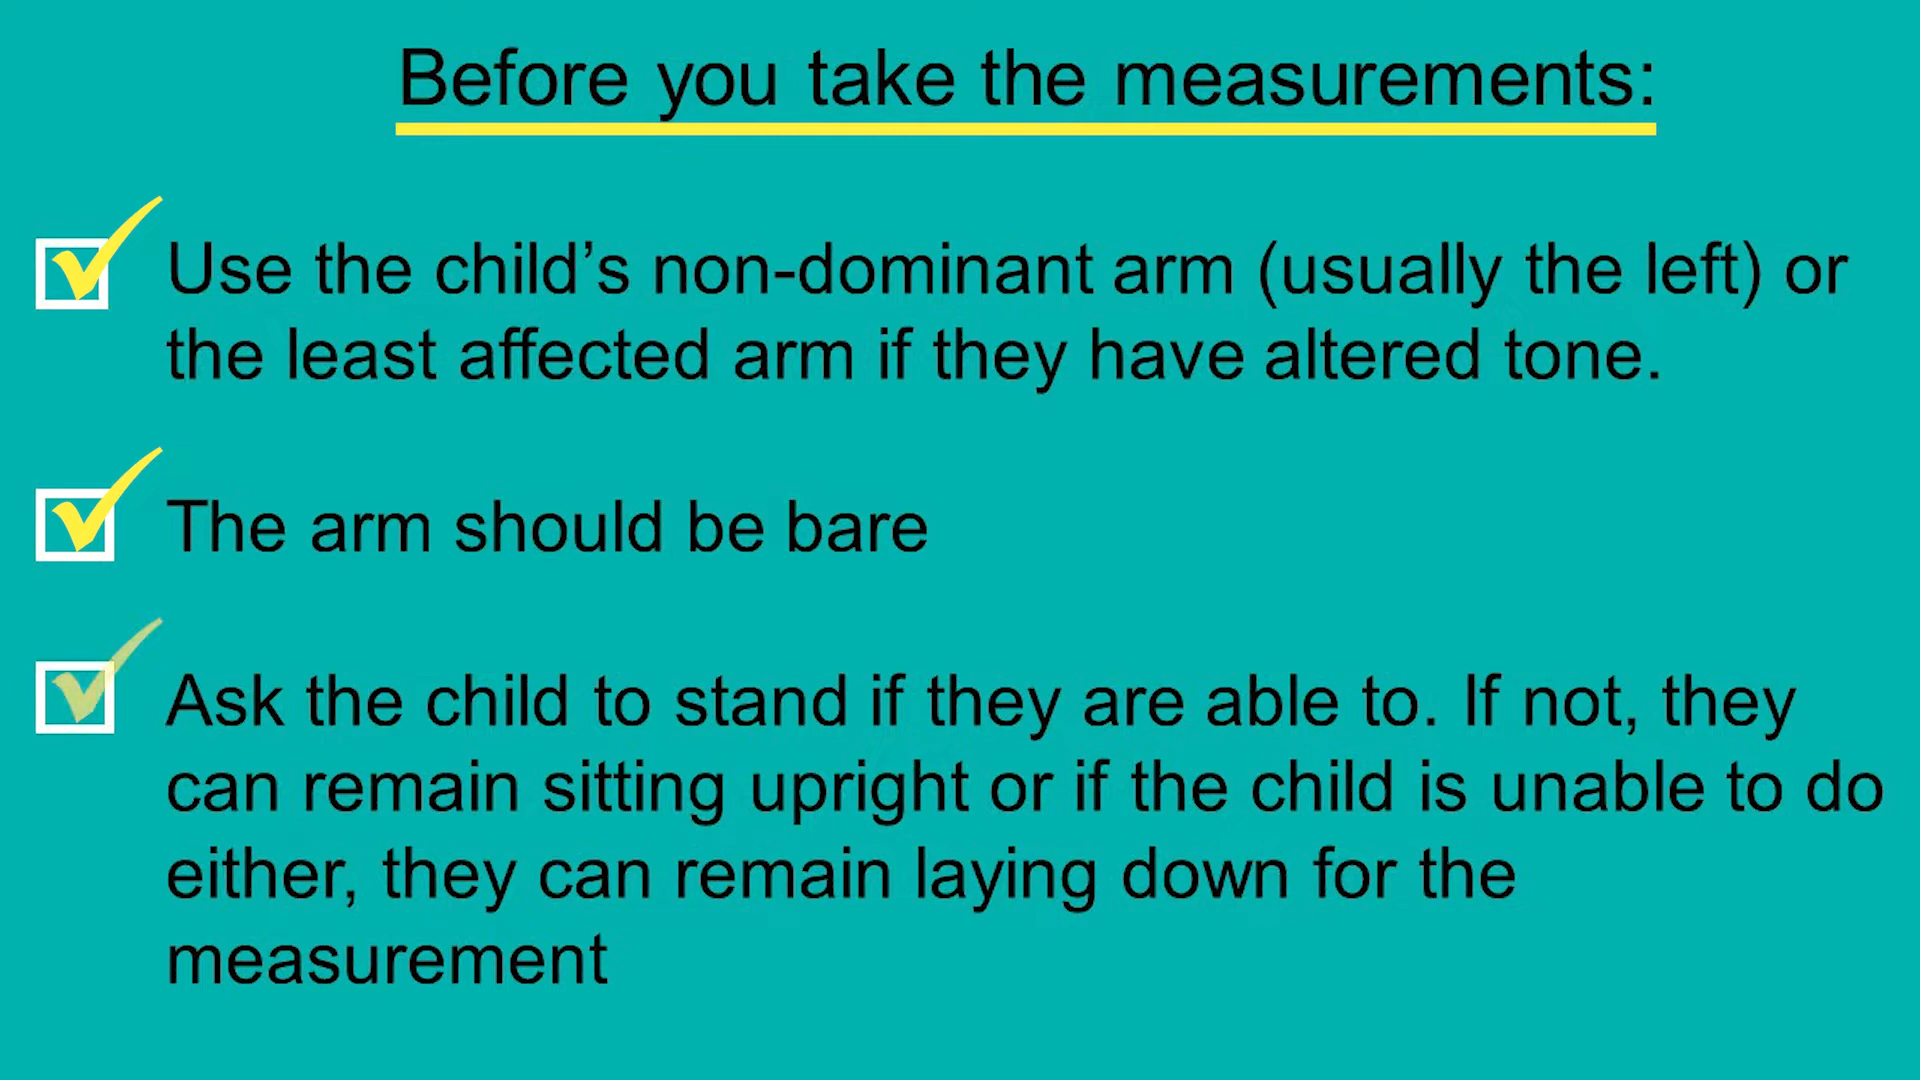 Before you take the measurements:
Use the child’s non-dominant arm (usually the left) or
the least affected arm if they have altered tone.
The arm should be bare
Ask the child to stand if they are able to. If not, they
can remain sitting upright or if the child is unable to do
either, they can remain laying down for the
measurement